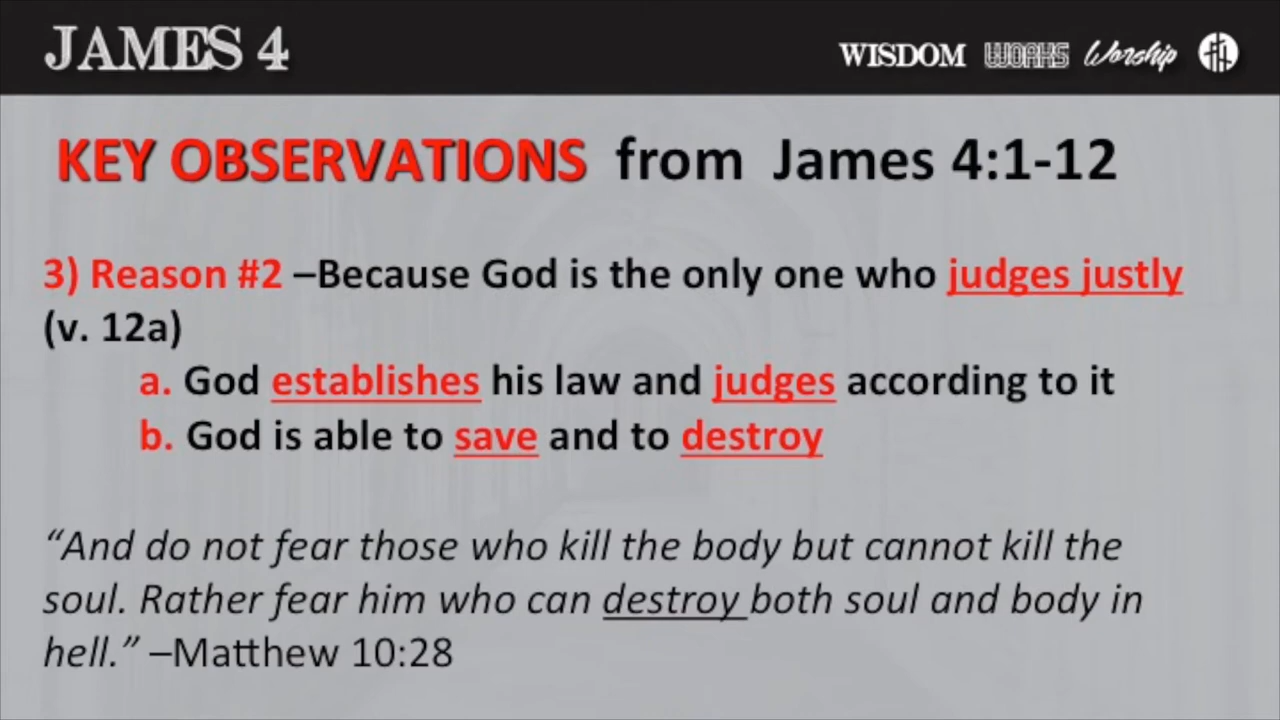 JAMES 4
WISDOM WORKS Worship
KEY OBSERVATIONS from James 4:1-12
3) Reason #2 –Because God is the only one who judges justly
(v. 12a)
a. God establishes his law and judges according to it
b. God is able to save and to destroy
“And do not fear those who kill the body but cannot kill the
soul. Rather fear him who can destroy both soul and body in
hell.” –Matthew 10:28